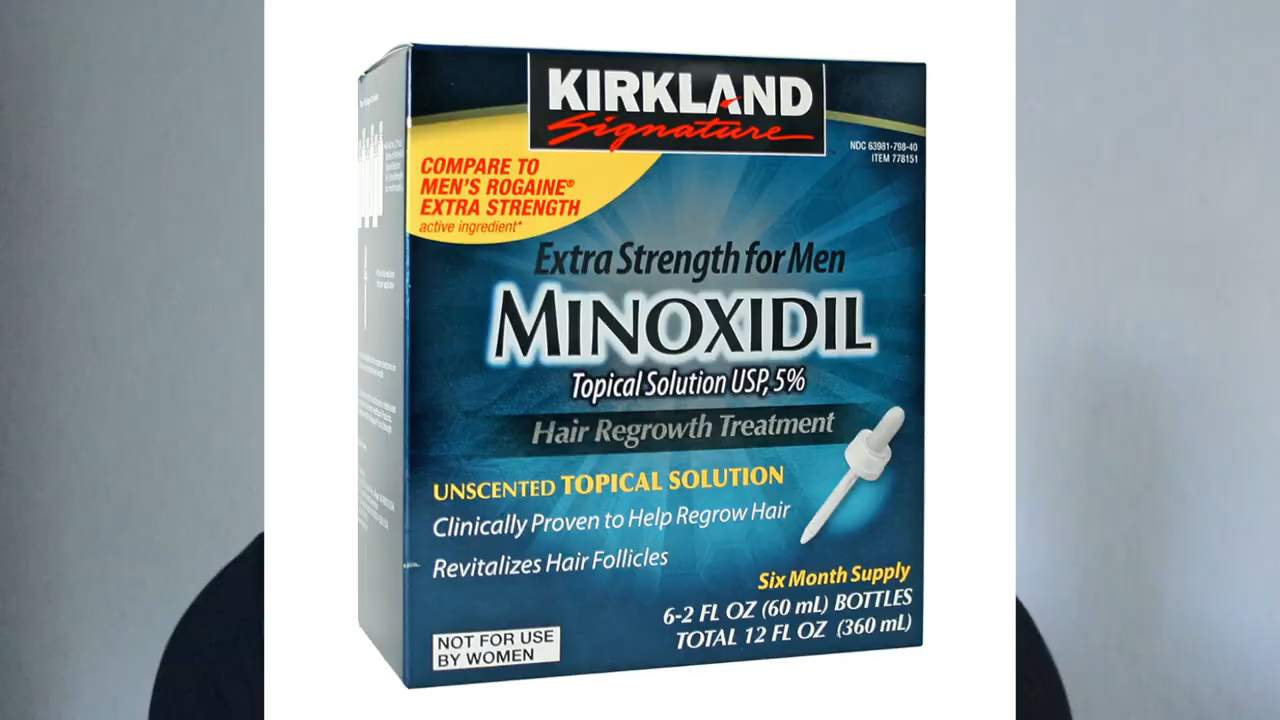 KIRKLAND
Signature
NDC 63981-798-40
ITEM 778151
COMPARE TO
MEN'S ROGAINE®
EXTRA STRENGTH
active ingredient*
Extra Strength for Men
MINOXIDIL
Topical Solution USP, 5%
Hair Regrowth Treatment
UNSCENTED TOPICAL SOLUTION
Clinically Proven to Help Regrow Hair
Revitalizes Hair Follicles
Six Month Supply
6-2 FL OZ (60 mL) BOTTLES
TOTAL 12 FL OZ (360 mL)
NOT FOR USE
BY WOMEN